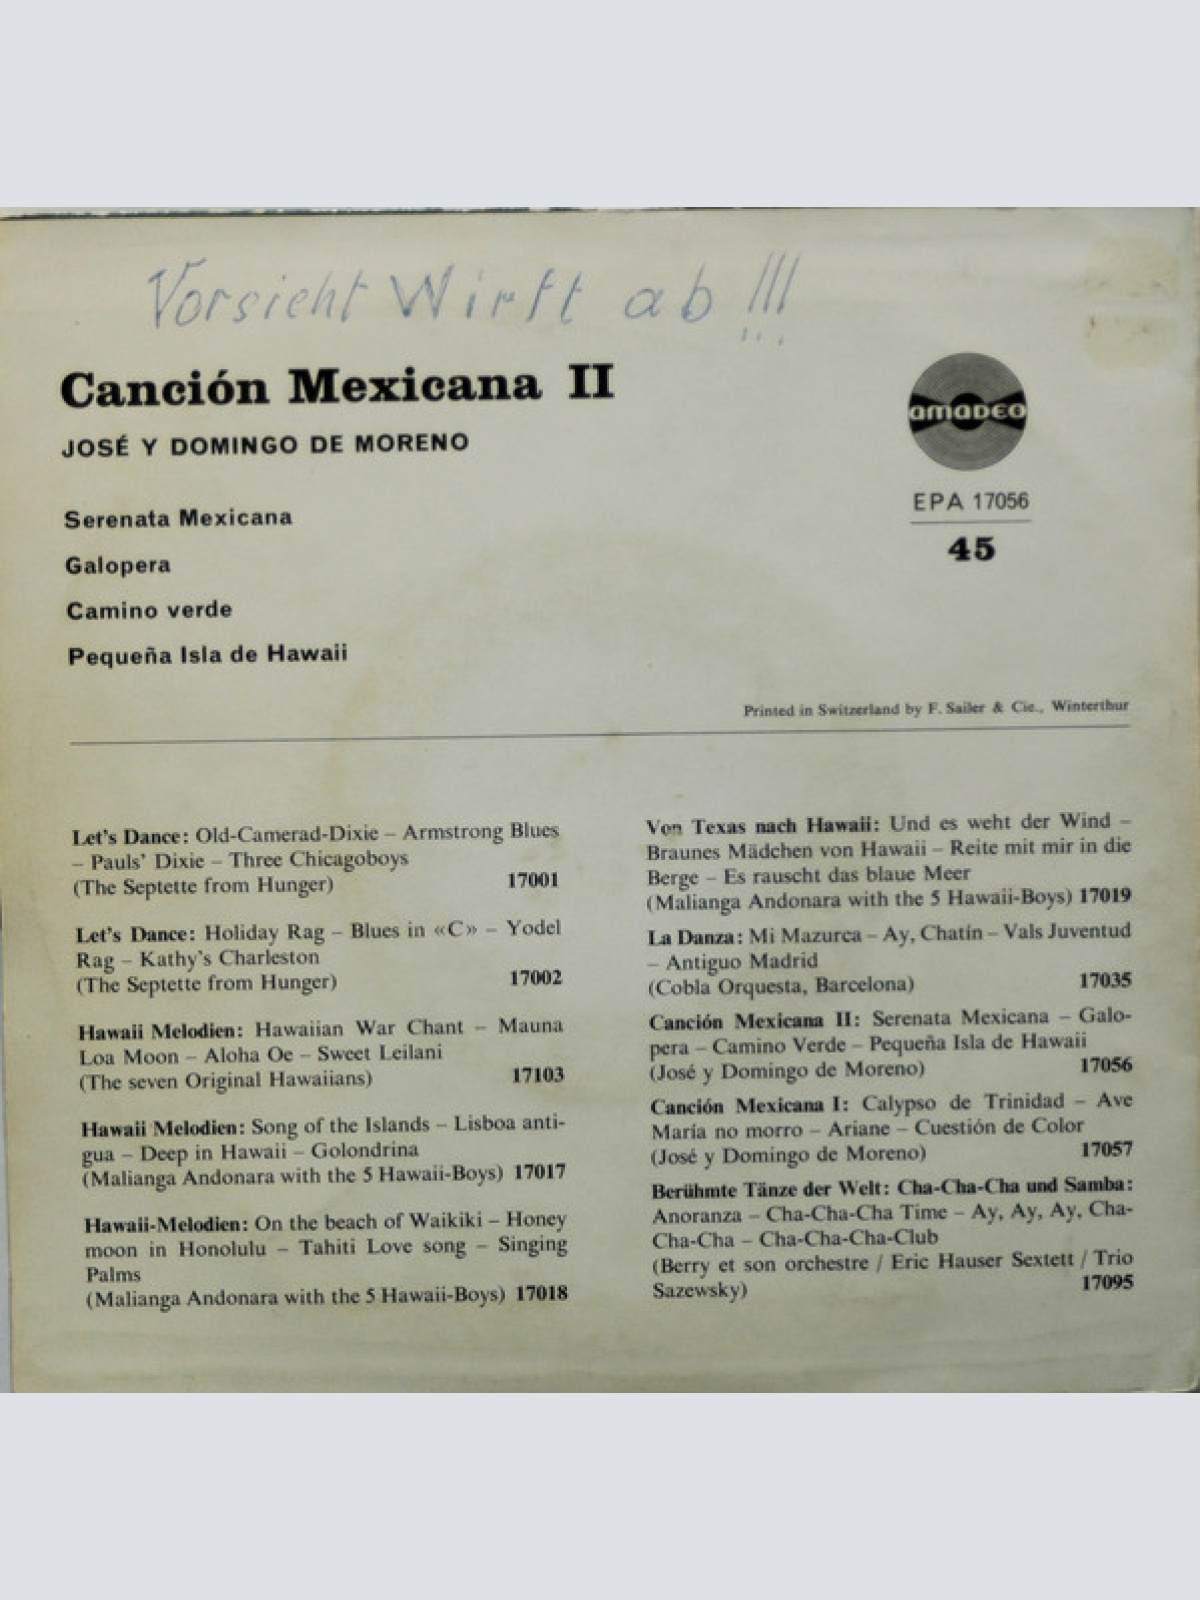 Vorsicht Wirft ab !!!
Canción Mexicana II
JOSÉ Y DOMINGO DE MORENO
Serenata Mexicana
Galopera
Camino verde
Pequeña Isla de Hawaii
AMADEO
EPA 17056
45
Printed in Switzerland by F. Sailer & Cie., Winterthur
Let's Dance: Old-Camerad-Dixie – Armstrong Blues
– Pauls' Dixie – Three Chicagoboys
(The Septette from Hunger) 17001
Let's Dance: Holiday Rag – Blues in «C» – Yodel
Rag – Kathy's Charleston
(The Septette from Hunger) 17002
Hawaii Melodien: Hawaiian War Chant – Mauna
Loa Moon – Aloha Oe – Sweet Leilani
(The seven Original Hawaiians) 17103
Hawaii Melodien: Song of the Islands – Lisboa anti-
gua – Deep in Hawaii – Golondrina
(Malianga Andonara with the 5 Hawaii-Boys) 17017
Hawaii-Melodien: On the beach of Waikiki – Honey
moon in Honolulu – Tahiti Love song – Singing
Palms
(Malianga Andonara with the 5 Hawaii-Boys) 17018
Von Texas nach Hawaii: Und es weht der Wind –
Braunes Mädchen von Hawaii – Reite mit mir in die
Berge – Es rauscht das blaue Meer
(Malianga Andonara with the 5 Hawaii-Boys) 17019
La Danza: Mi Mazurca – Ay, Chatín – Vals Juventud
– Antiguo Madrid
(Cobla Orquesta, Barcelona) 17035
Canción Mexicana II: Serenata Mexicana – Galo-
pera – Camino Verde – Pequeña Isla de Hawaii
(José y Domingo de Moreno) 17056
Canción Mexicana I: Calypso de Trinidad – Ave
María no morro – Ariane – Cuestión de Color
(José y Domingo de Moreno) 17057
Berühmte Tänze der Welt: Cha-Cha-Cha und Samba:
Anoranza – Cha-Cha-Cha Time – Ay, Ay, Ay, Cha-
Cha-Cha – Cha-Cha-Cha-Club
(Berry et son orchestre / Eric Hauser Sextett / Trio
Sazewsky) 17095